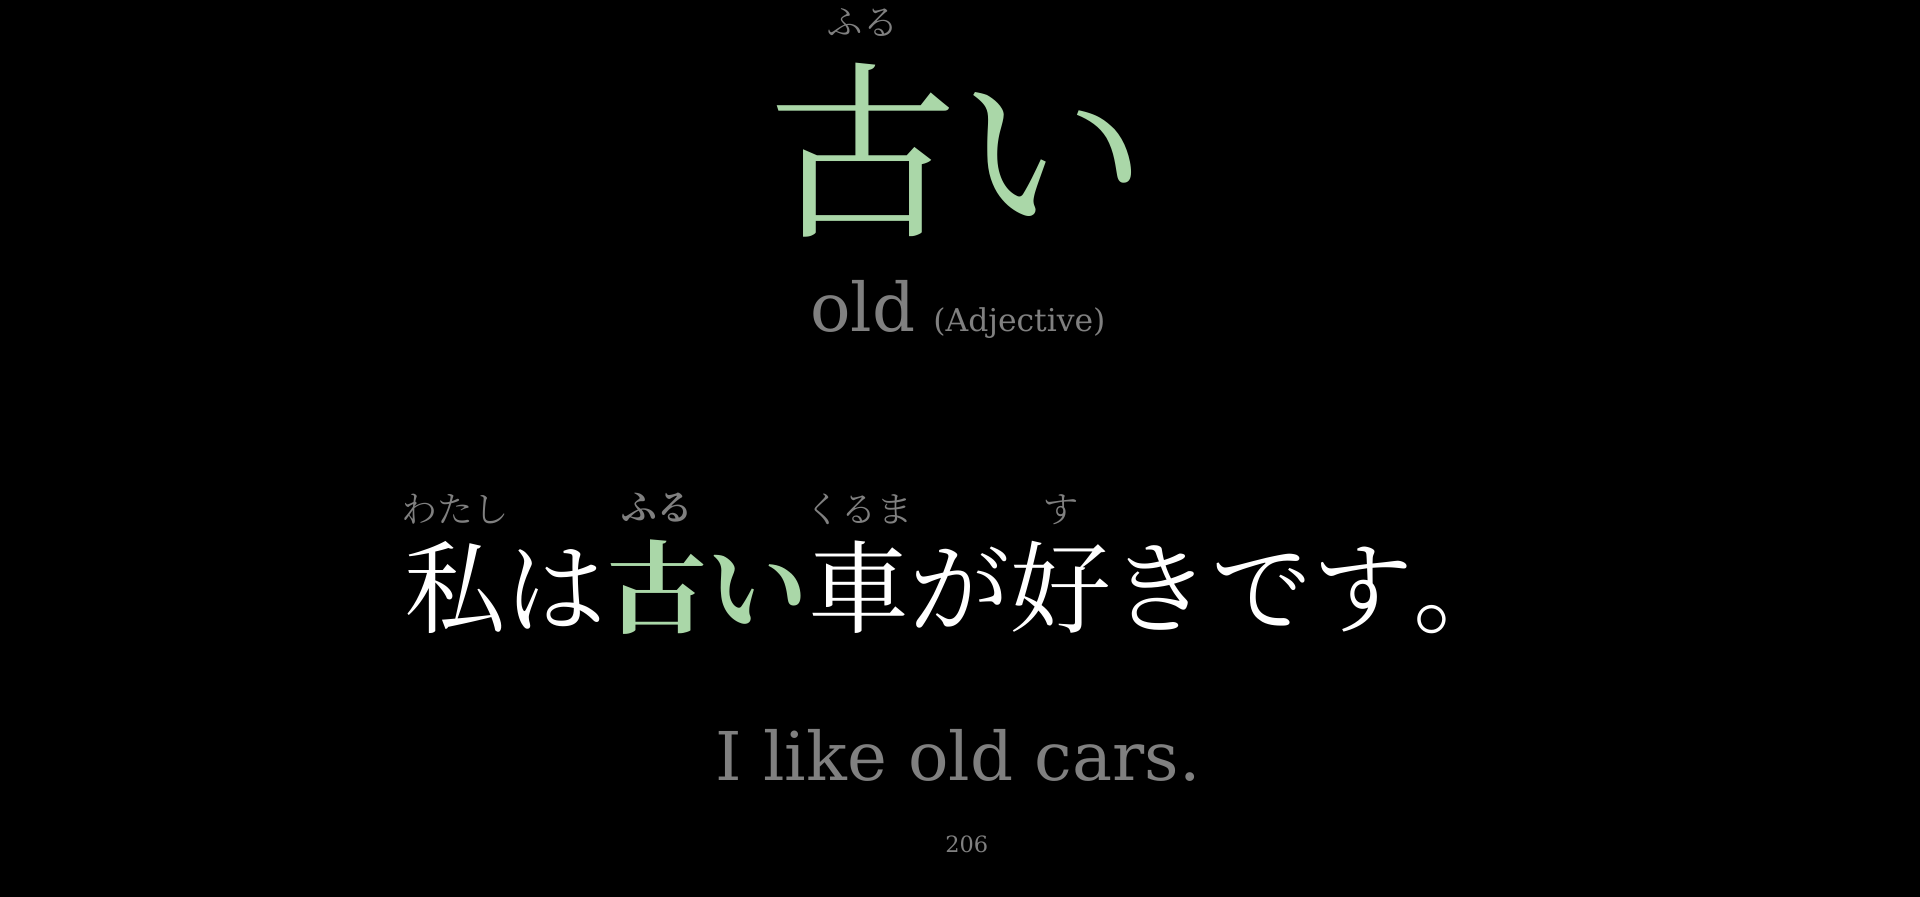 ふる
古い
old (Adjective)
わたし ふる くるま す
私は古い車が好きです。
I like old cars.
206